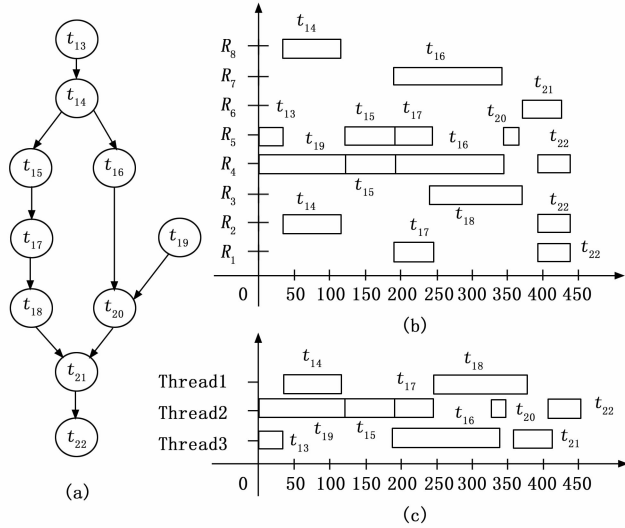 t13
t14
t15
t16
t17
t19
t18
t20
t21
t22
(a)
t14
R8
t16
R7
t21
R6
t13
t15
t17
t20
R5
t19
t16
t22
R4
t15
R3
t18
t22
t14
R2
t17
R1
t22
0 50 100 150 200 250 300 350 400 450
(b)
t14
t18
Thread1
t17
Thread2
t16
t20
t22
t19
t15
Thread3
t13
t21
0 50 100 150 200 250 300 350 400 450
(c)